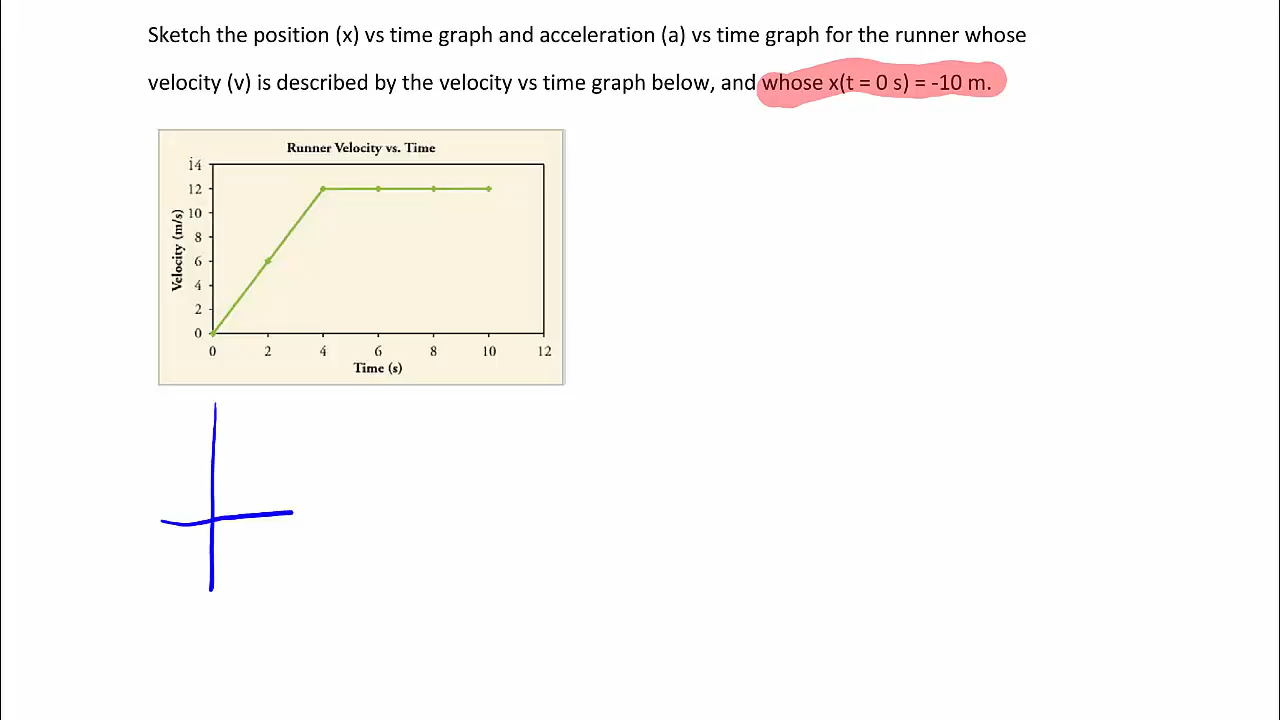 Sketch the position (x) vs time graph and acceleration (a) vs time graph for the runner whose
velocity (v) is described by the velocity vs time graph below, and whose x(t = 0 s) = -10 m.
Runner Velocity vs. Time
14
12
10
8
6
4
2
0
Velocity (m/s)
0 2 4 6 8 10 12
Time (s)